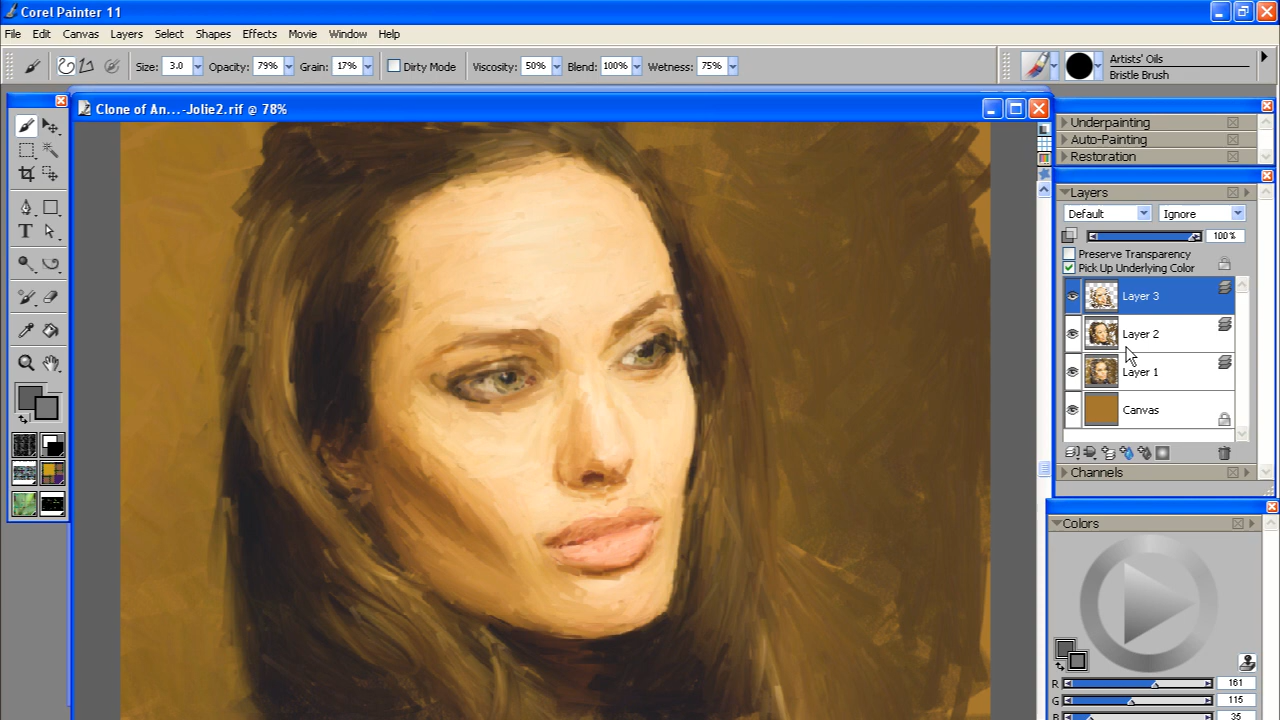 Corel Painter 11
File Edit Canvas Layers Select Shapes Effects Movie Window Help
Size: 3.0 Opacity: 79% Grain: 17% Dirty Mode Viscosity: 50% Blend: 100% Wetness: 75%
Artists' Oils
Bristle Brush
Clone of An...-Jolie2.rif @ 78%
Underpainting
Auto-Painting
Restoration
Layers
Default Ignore
100%
Preserve Transparency
Pick Up Underlying Color
Layer 3
Layer 2
Layer 1
Canvas
Channels
Colors
R 161
G 115
B 35
T